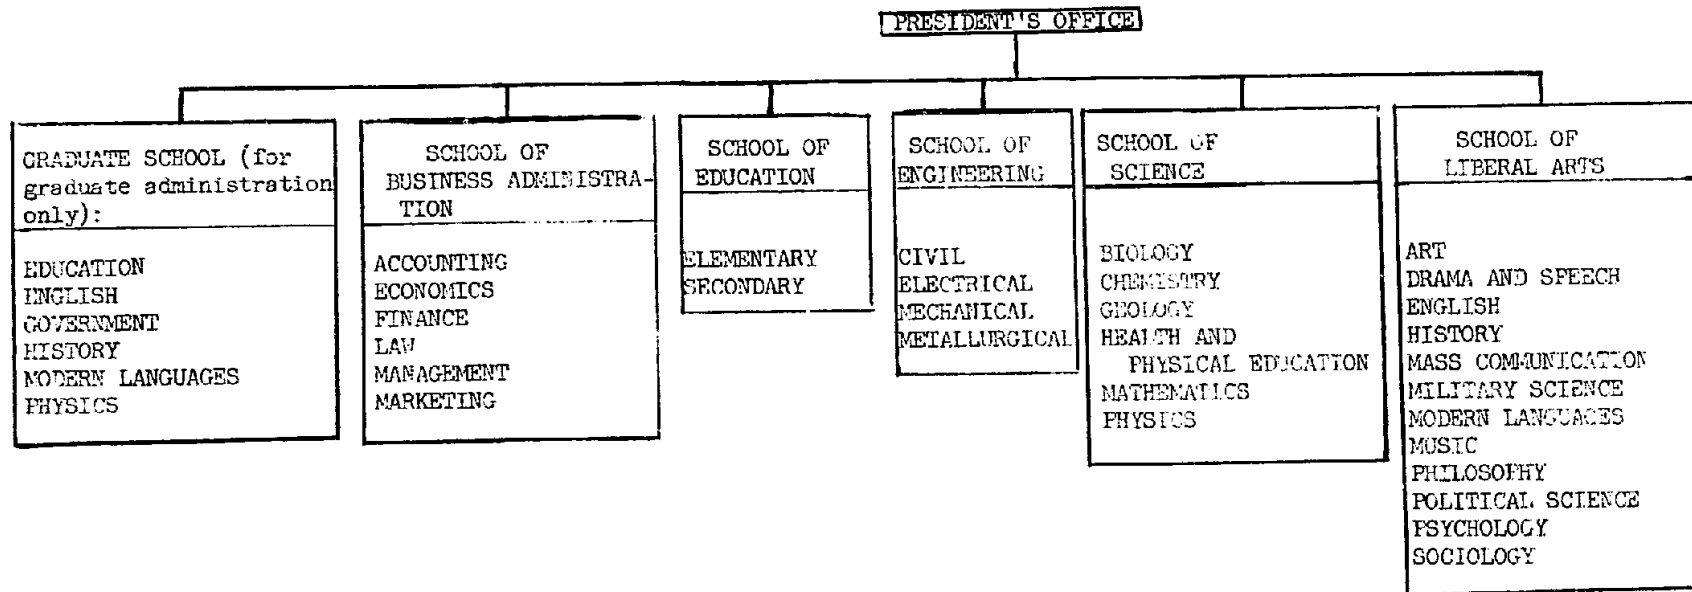 PRESIDENT'S OFFICE
GRADUATE SCHOOL (for
graduate administration
only):
EDUCATION
ENGLISH
GOVERNMENT
HISTORY
MODERN LANGUAGES
PHYSICS
SCHOOL OF
BUSINESS ADMINISTRA-
TION
ACCOUNTING
ECONOMICS
FINANCE
LAW
MANAGEMENT
MARKETING
SCHOOL OF
EDUCATION
ELEMENTARY
SECONDARY
SCHOOL OF
ENGINEERING
CIVIL
ELECTRICAL
MECHANICAL
METALLURGICAL
SCHOOL OF
SCIENCE
BIOLOGY
CHEMISTRY
GEOLOGY
HEALTH AND
PHYSICAL EDUCATION
MATHEMATICS
PHYSICS
SCHOOL OF
LIBERAL ARTS
ART
DRAMA AND SPEECH
ENGLISH
HISTORY
MASS COMMUNICATION
MILITARY SCIENCE
MODERN LANGUAGES
MUSIC
PHILOSOPHY
POLITICAL SCIENCE
PSYCHOLOGY
SOCIOLOGY